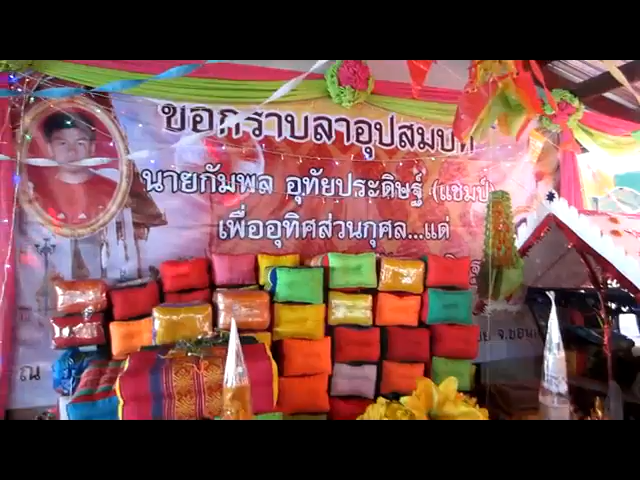 ขอกราบลาอุปสมบท
นายกัมพล อุทัยประดิษฐ์ (แชมป์)
เพื่ออุทิศส่วนกุศล...แด่
ณ